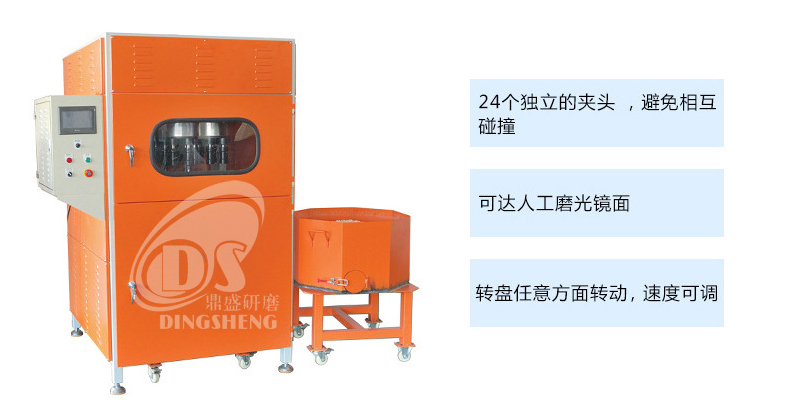 24个独立的夹头 ，避免相互
碰撞
可达人工磨光镜面
转盘任意方面转动，速度可调
DS
鼎盛研磨
DINGSHENG